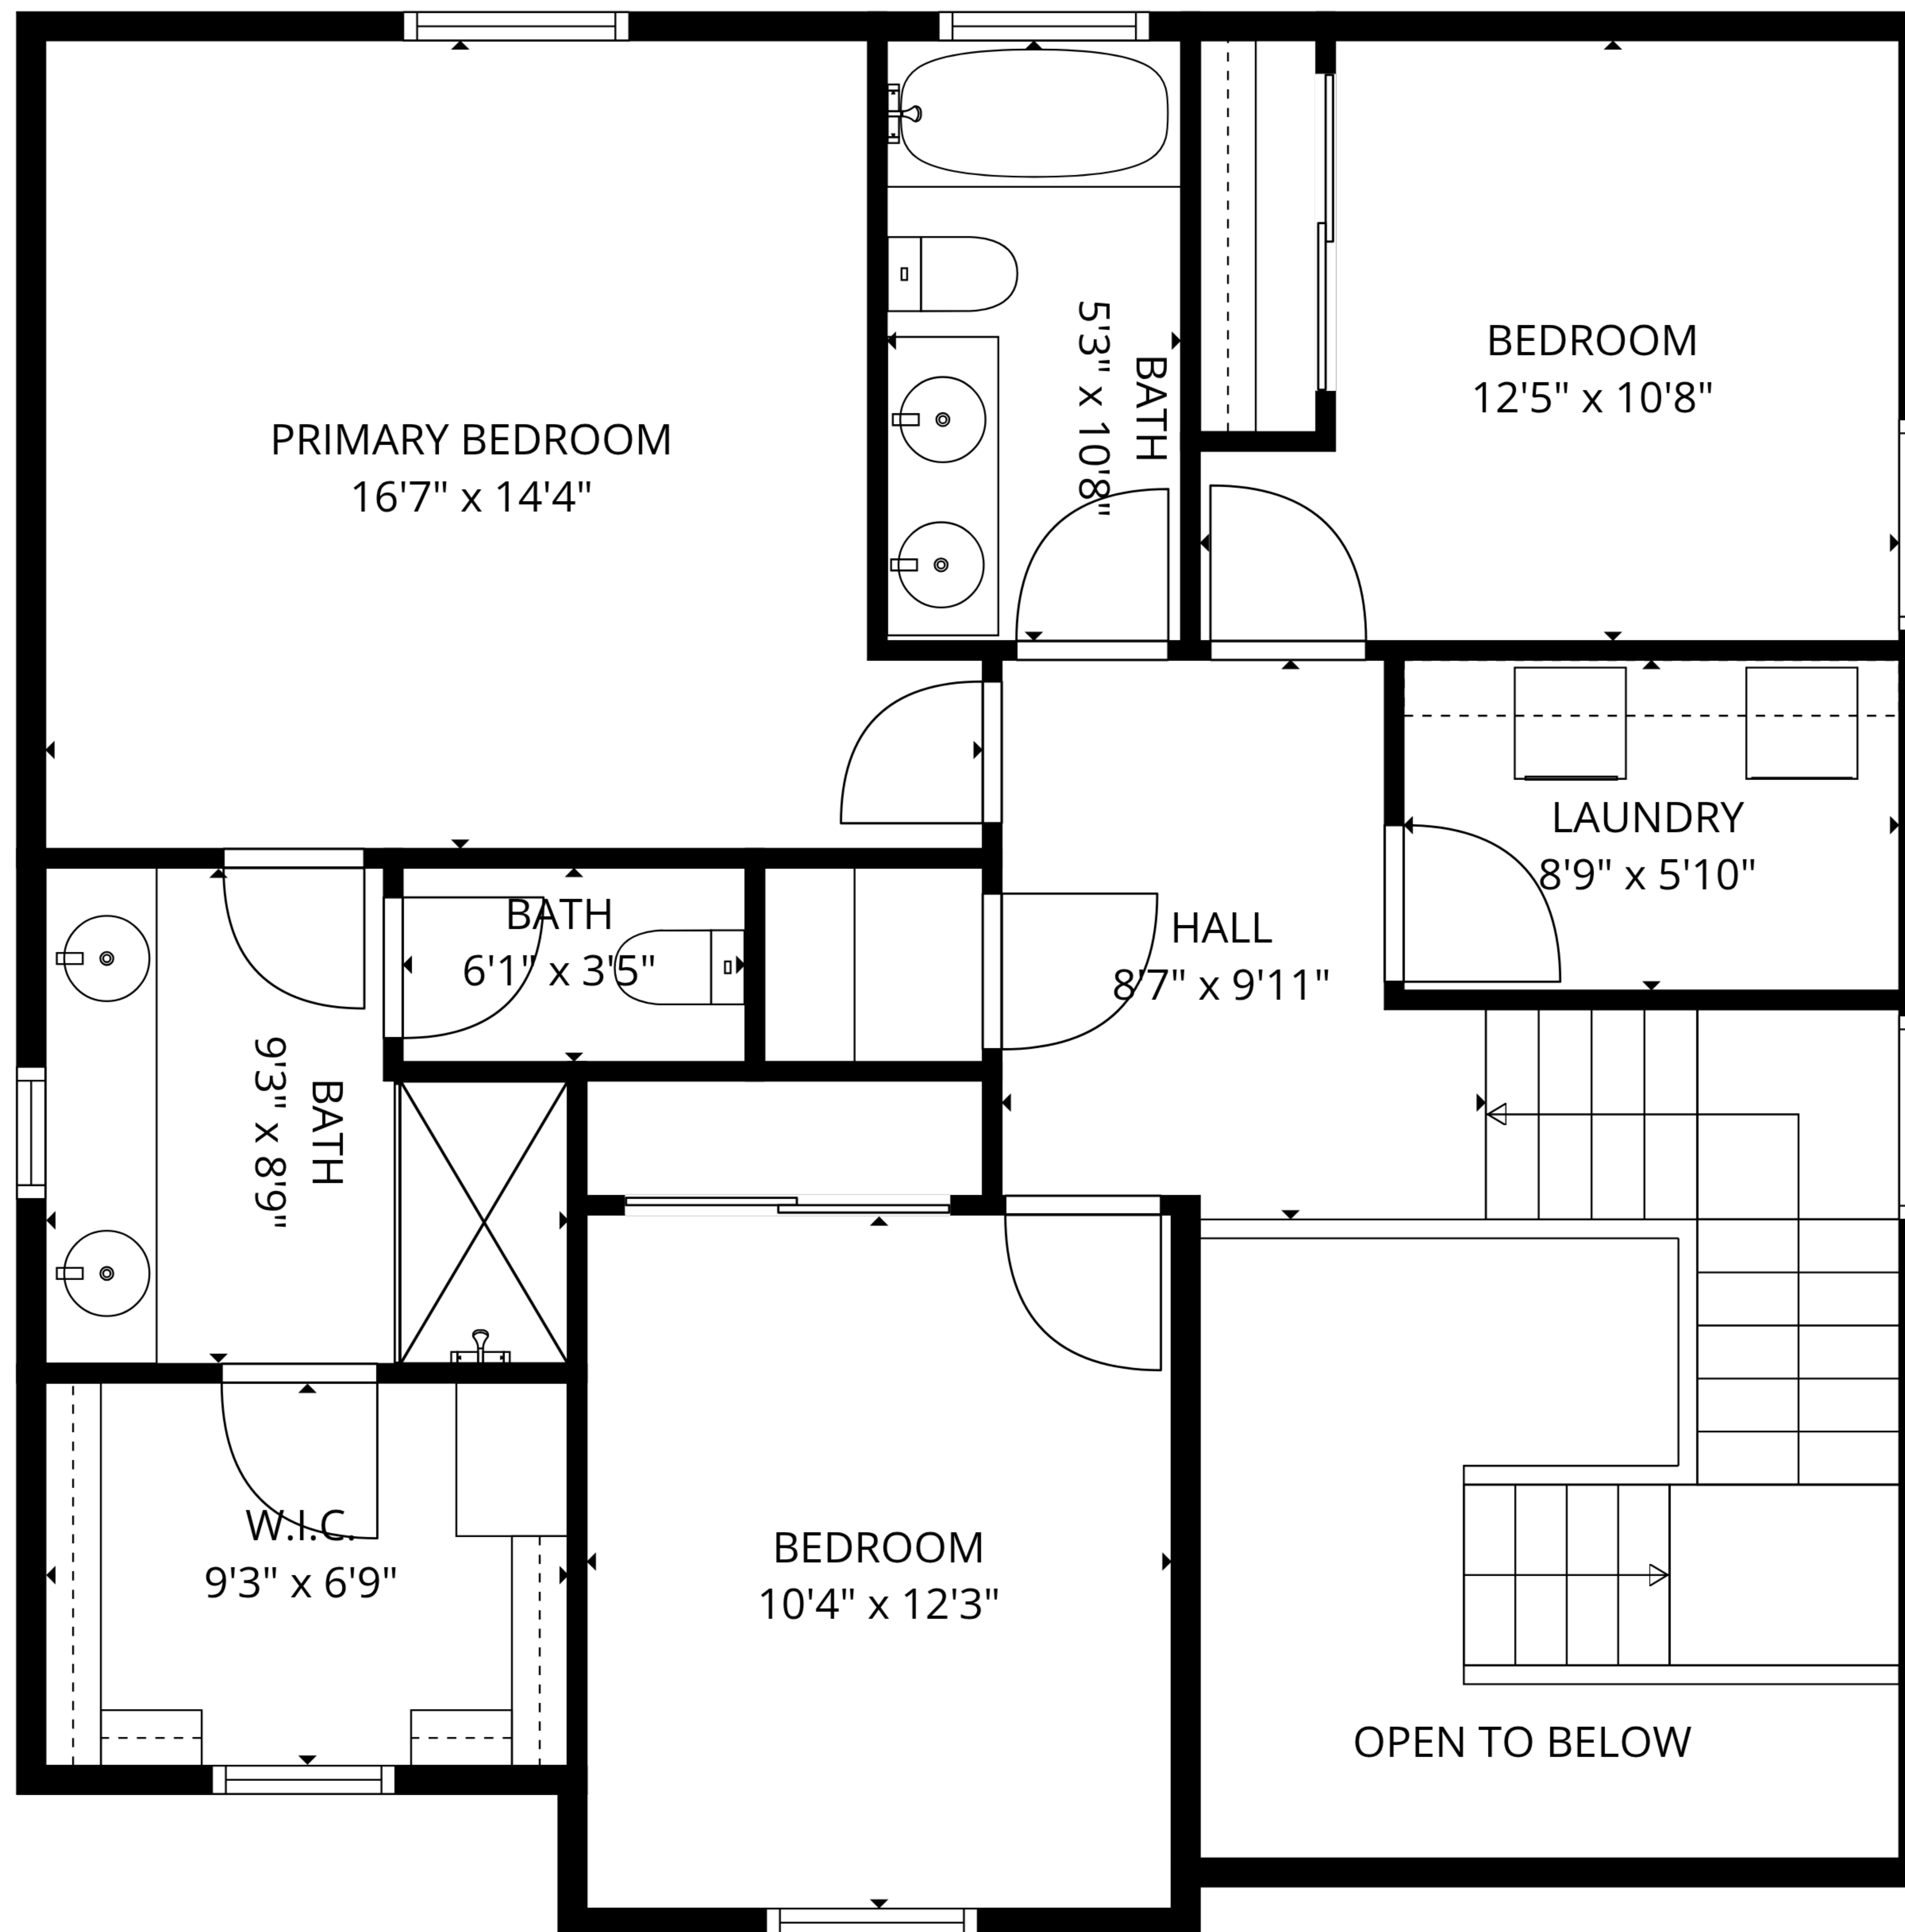 PRIMARY BEDROOM
16'7" x 14'4"
BATH
5'3" x 10'8"
BEDROOM
12'5" x 10'8"
LAUNDRY
8'9" x 5'10"
BATH
6'1" x 3'5"
HALL
8'7" x 9'11"
BATH
9'3" x 8'9"
W.I.C.
9'3" x 6'9"
BEDROOM
10'4" x 12'3"
OPEN TO BELOW